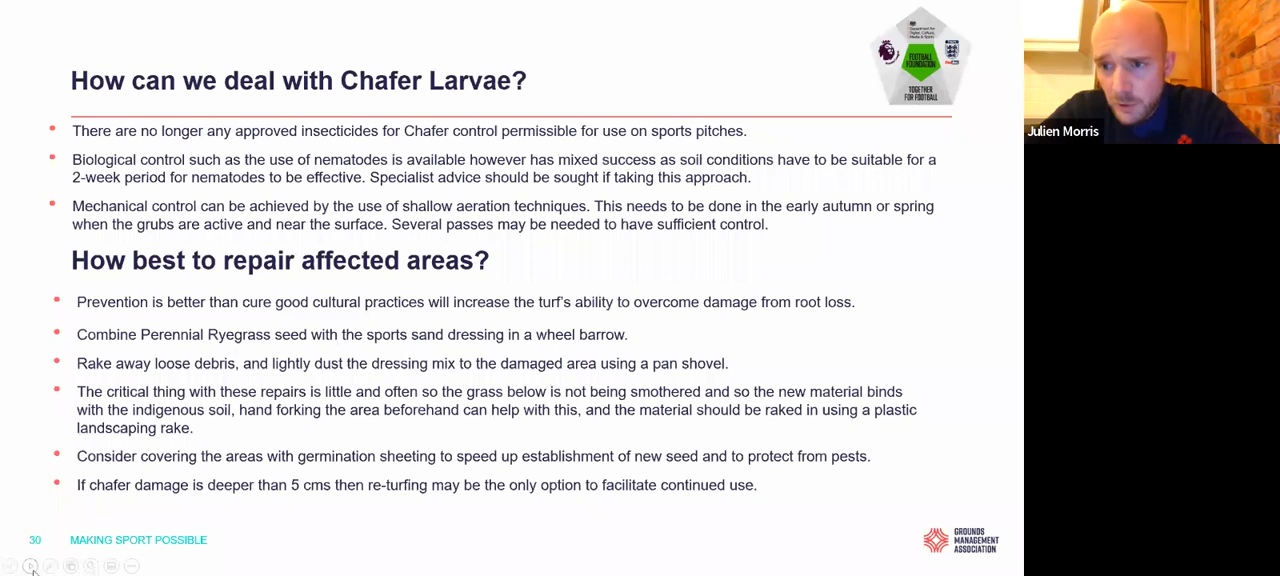 How can we deal with Chafer Larvae?
There are no longer any approved insecticides for Chafer control permissible for use on sports pitches.
Biological control such as the use of nematodes is available however has mixed success as soil conditions have to be suitable for a
2-week period for nematodes to be effective. Specialist advice should be sought if taking this approach.
Mechanical control can be achieved by the use of shallow aeration techniques. This needs to be done in the early autumn or spring
when the grubs are active and near the surface. Several passes may be needed to have sufficient control.
How best to repair affected areas?
Prevention is better than cure good cultural practices will increase the turf's ability to overcome damage from root loss.
Combine Perennial Ryegrass seed with the sports sand dressing in a wheel barrow.
Rake away loose debris, and lightly dust the dressing mix to the damaged area using a pan shovel.
The critical thing with these repairs is little and often so the grass below is not being smothered and so the new material binds
with the indigenous soil, hand forking the area beforehand can help with this, and the material should be raked in using a plastic
landscaping rake.
Consider covering the areas with germination sheeting to speed up establishment of new seed and to protect from pests.
If chafer damage is deeper than 5 cms then re-turfing may be the only option to facilitate continued use.
30 MAKING SPORT POSSIBLE
GROUNDS
MANAGEMENT
ASSOCIATION
Department for
Digital, Culture,
Media & Sport
FOOTBALL
FOUNDATION
TOGETHER
FOR FOOTBALL
Julien Morris